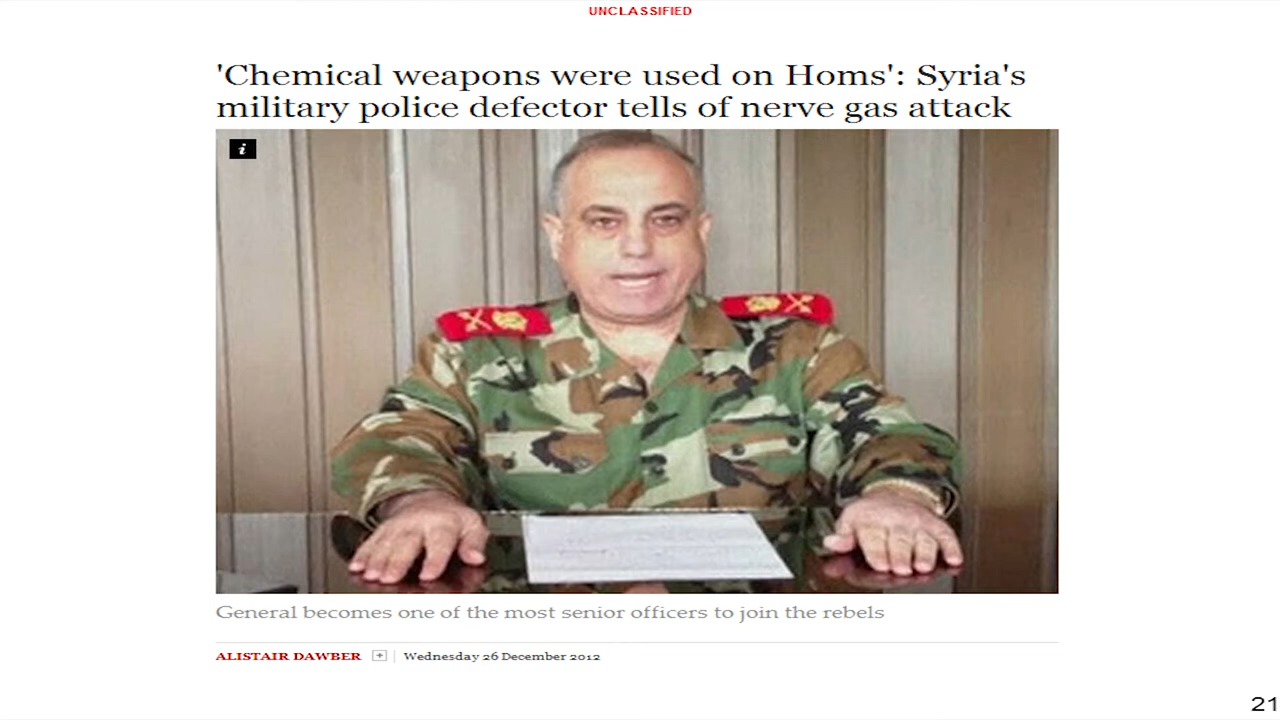 UNCLASSIFIED
'Chemical weapons were used on Homs': Syria's
military police defector tells of nerve gas attack
i
General becomes one of the most senior officers to join the rebels
ALISTAIR DAWBER + | Wednesday 26 December 2012
21